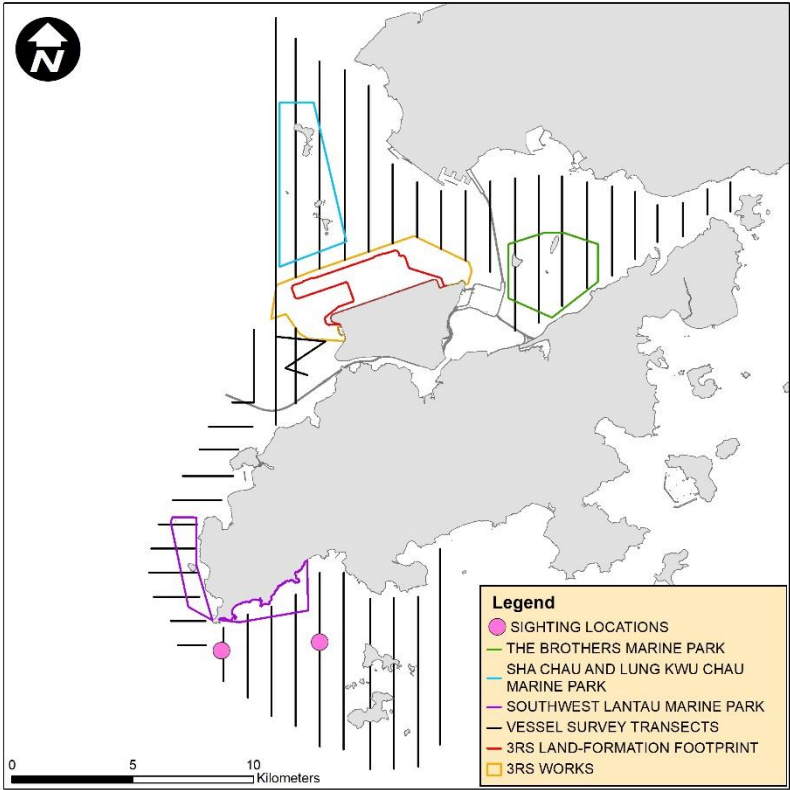 N
Legend
SIGHTING LOCATIONS
THE BROTHERS MARINE PARK
SHA CHAU AND LUNG KWU CHAU
MARINE PARK
SOUTHWEST LANTAU MARINE PARK
VESSEL SURVEY TRANSECTS
3RS LAND-FORMATION FOOTPRINT
3RS WORKS
0 5 10
Kilometers